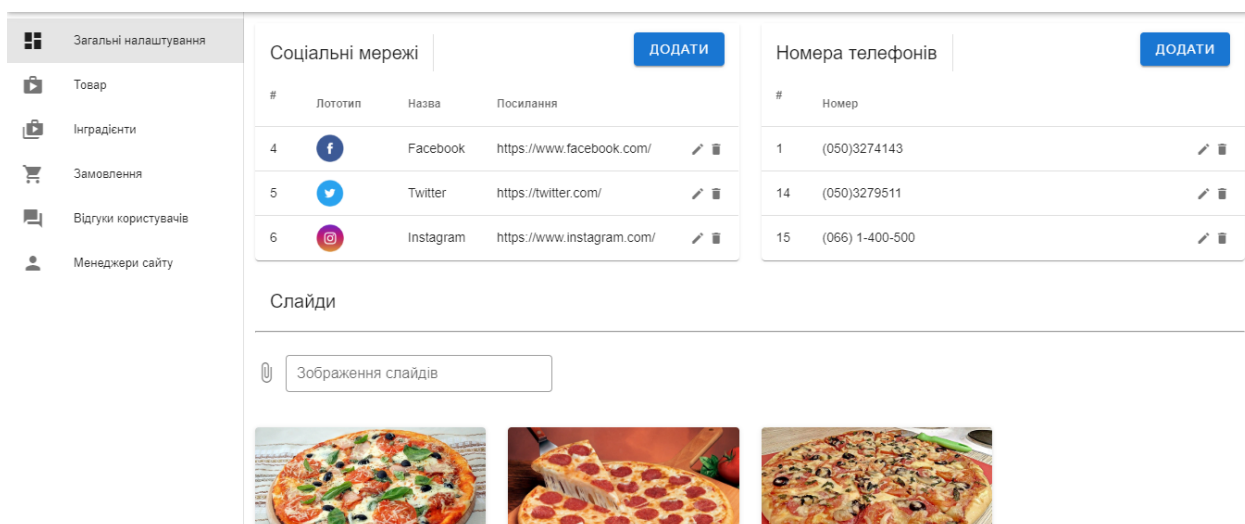 Загальні налаштування
Товар
Інградієнти
Замовлення
Відгуки користувачів
Менеджери сайту
Соціальні мережі
ДОДАТИ
# Лототип Назва Посилання
4 Facebook https://www.facebook.com/
5 Twitter https://twitter.com/
6 Instagram https://www.instagram.com/
Номера телефонів
ДОДАТИ
# Номер
1 (050)3274143
14 (050)3279511
15 (066) 1-400-500
Слайди
Зображення слайдів